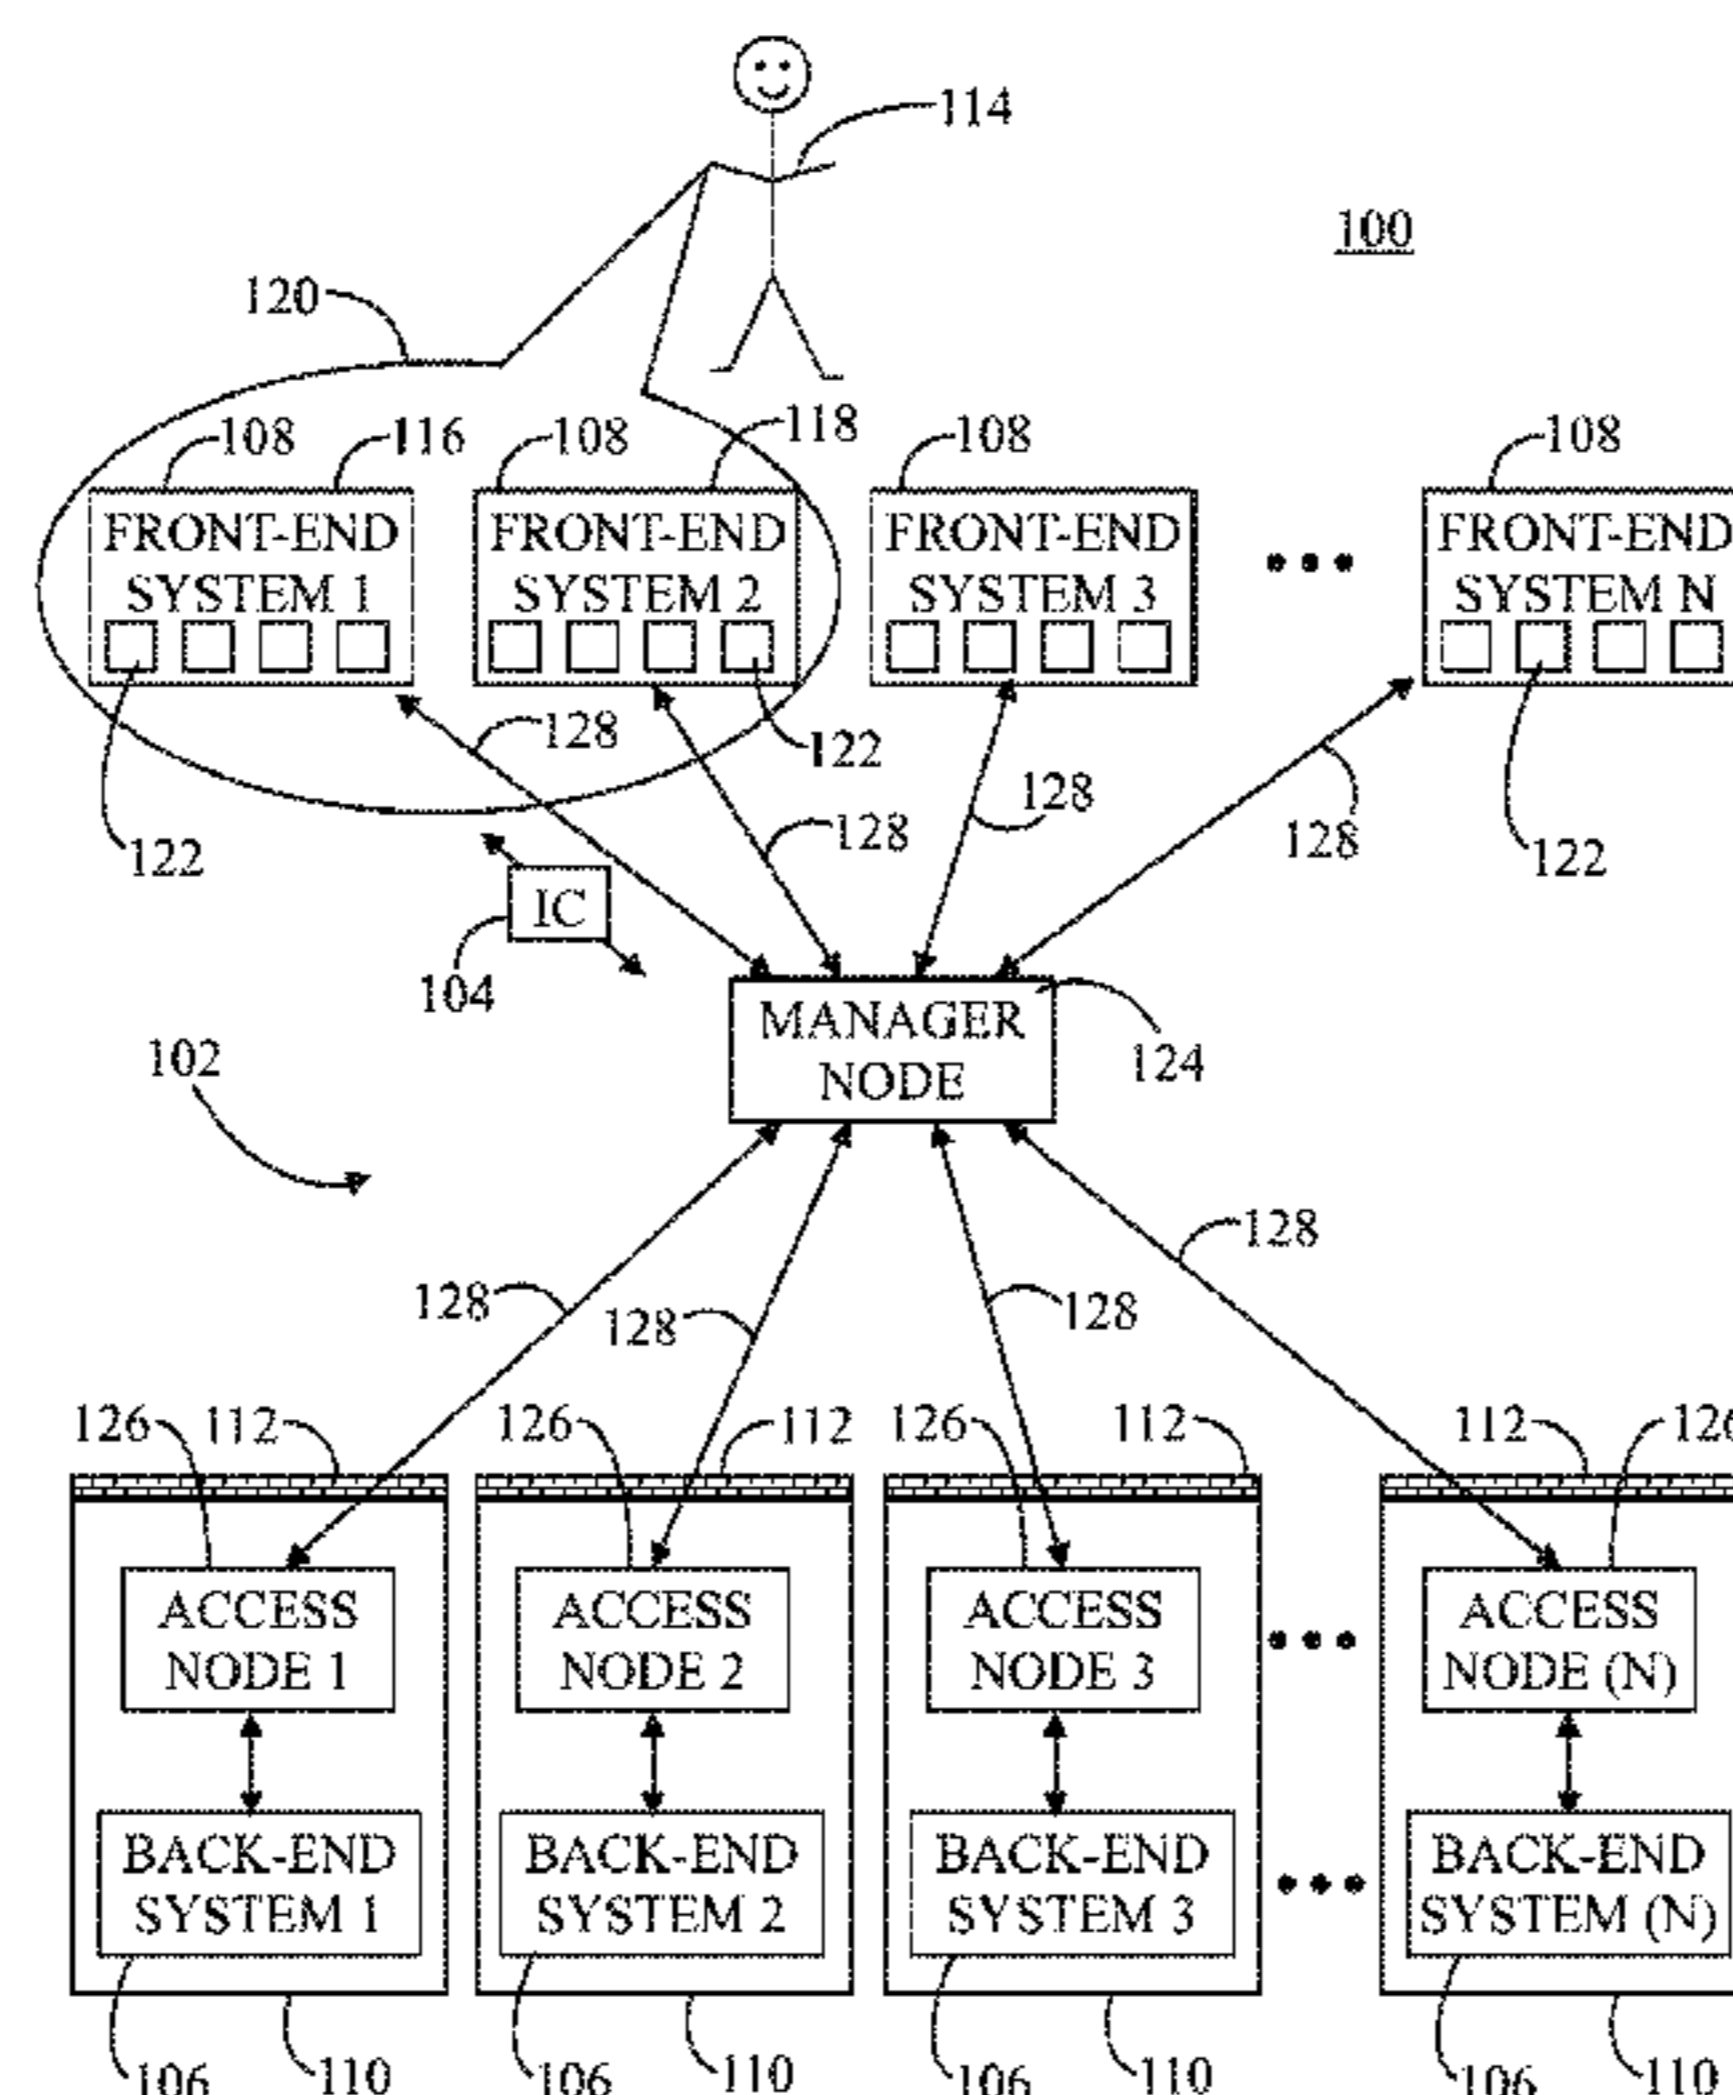 114
100
120
108 116 108 118 108 108
FRONT-END FRONT-END FRONT-END FRONT-END
SYSTEM 1 SYSTEM 2 SYSTEM 3 SYSTEM N
128 122 128 128
122 128 122
IC
104
MANAGER
NODE
124
102
128
128 128 128
126 112 126 112 126 112 112 126
ACCESS ACCESS ACCESS ACCESS
NODE 1 NODE 2 NODE 3 NODE (N)
BACK-END BACK-END BACK-END BACK-END
SYSTEM 1 SYSTEM 2 SYSTEM 3 SYSTEM (N)
106 110 106 110 106 110 106 110